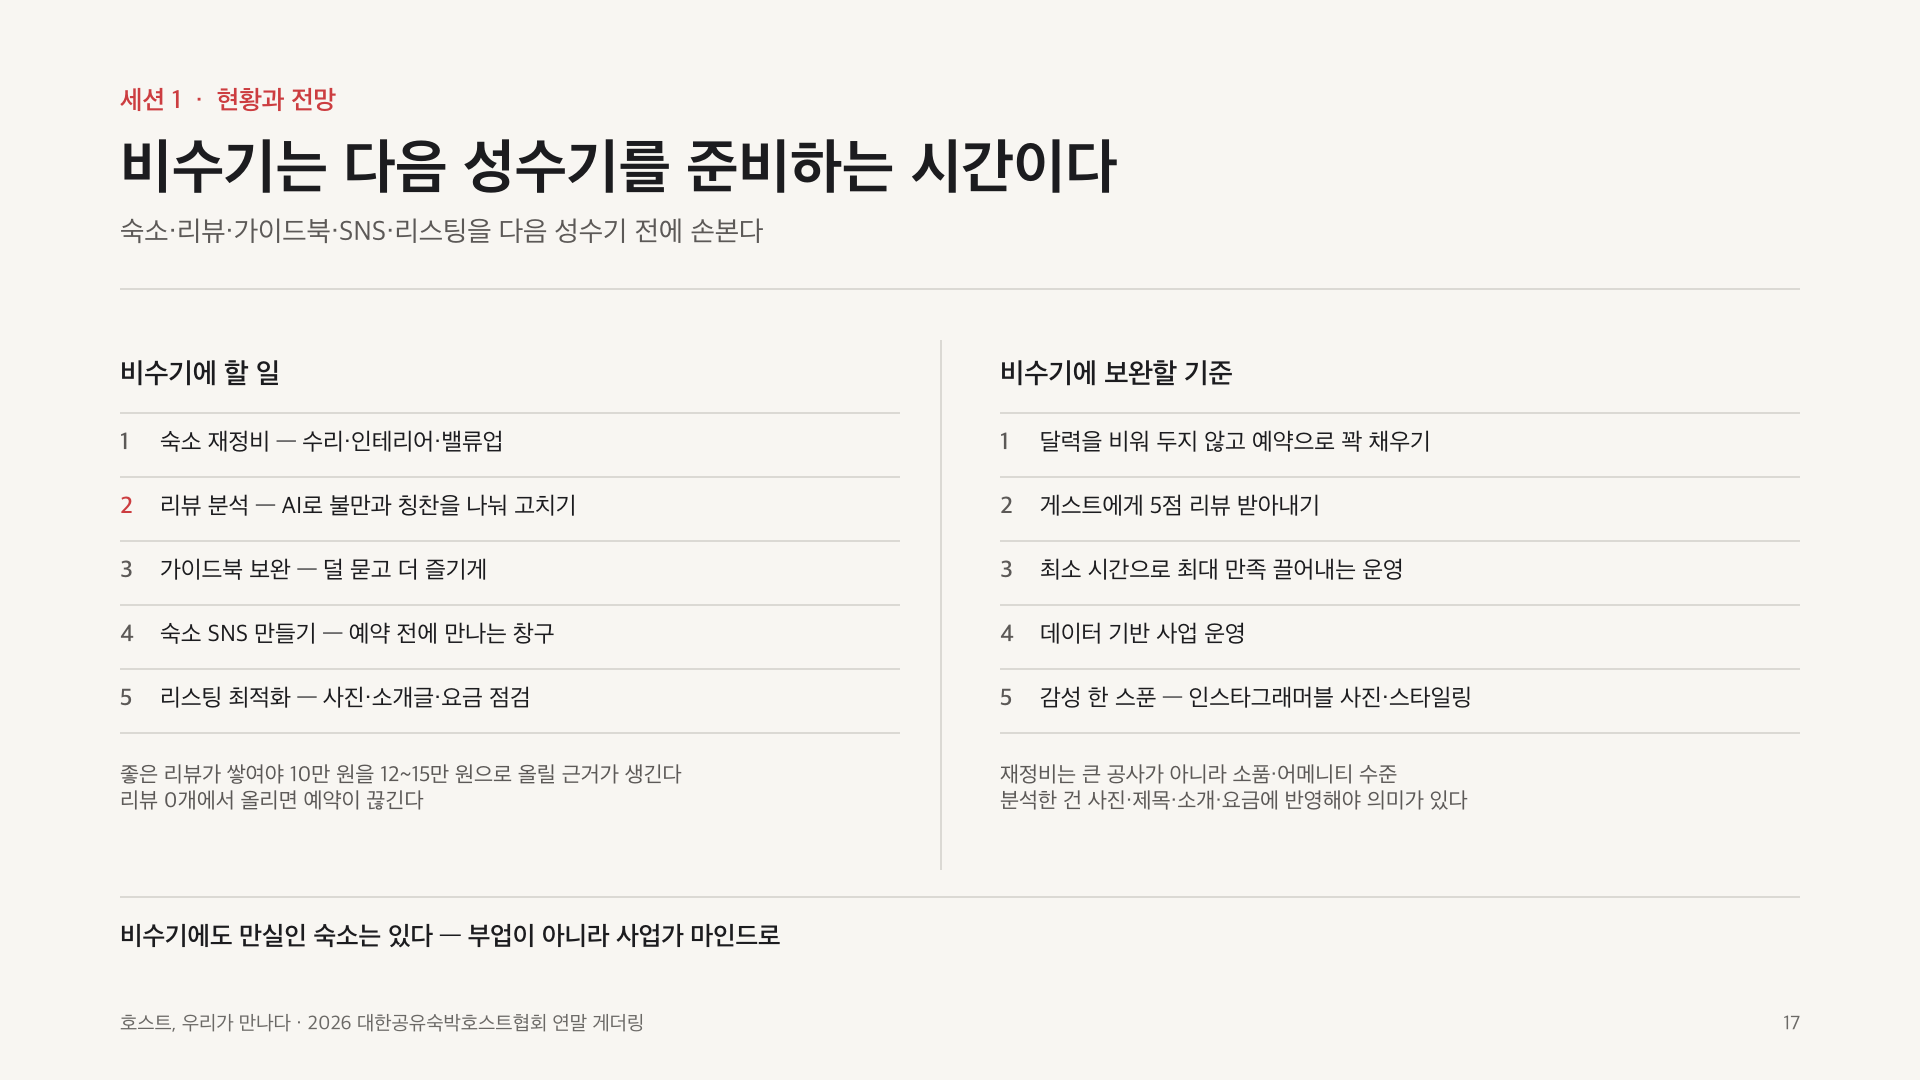 세션 1 · 현황과 전망
비수기는 다음 성수기를 준비하는 시간이다
숙소·리뷰·가이드북·SNS·리스팅을 다음 성수기 전에 손본다
비수기에 할 일
1 숙소 재정비 — 수리·인테리어·밸류업
2 리뷰 분석 — AI로 불만과 칭찬을 나눠 고치기
3 가이드북 보완 — 덜 묻고 더 즐기게
4 숙소 SNS 만들기 — 예약 전에 만나는 창구
5 리스팅 최적화 — 사진·소개글·요금 점검
좋은 리뷰가 쌓여야 10만 원을 12~15만 원으로 올릴 근거가 생긴다
리뷰 0개에서 올리면 예약이 끊긴다
비수기에 보완할 기준
1 달력을 비워 두지 않고 예약으로 꽉 채우기
2 게스트에게 5점 리뷰 받아내기
3 최소 시간으로 최대 만족 끌어내는 운영
4 데이터 기반 사업 운영
5 감성 한 스푼 — 인스타그래머블 사진·스타일링
재정비는 큰 공사가 아니라 소품·어메니티 수준
분석한 건 사진·제목·소개·요금에 반영해야 의미가 있다
비수기에도 만실인 숙소는 있다 — 부업이 아니라 사업가 마인드로
호스트, 우리가 만나다 · 2026 대한공유숙박호스트협회 연말 게더링
17